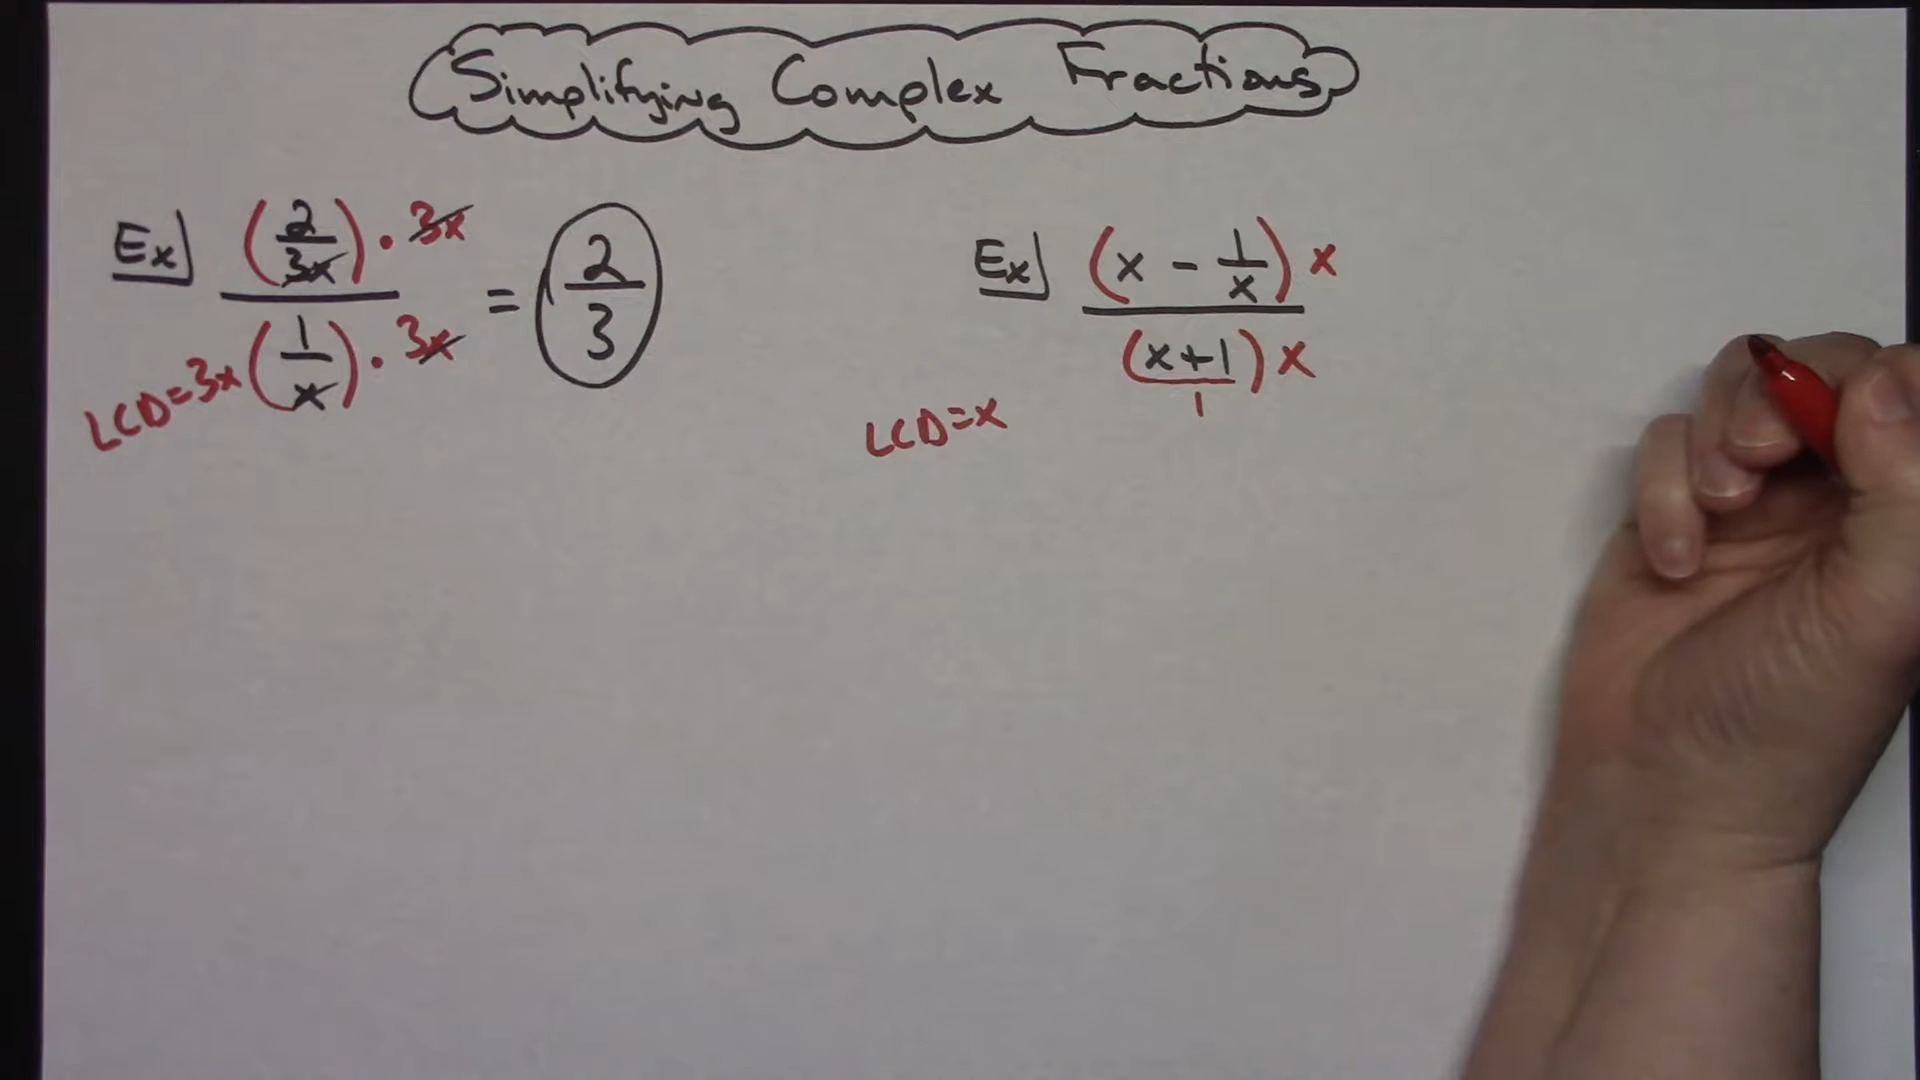 Simplifying Complex Fractions
Ex (2/3x) · 3x
(1/x) · 3x
= 2/3
LCD=3x
Ex (x - 1/x) x
(x+1)/1 x
LCD=x